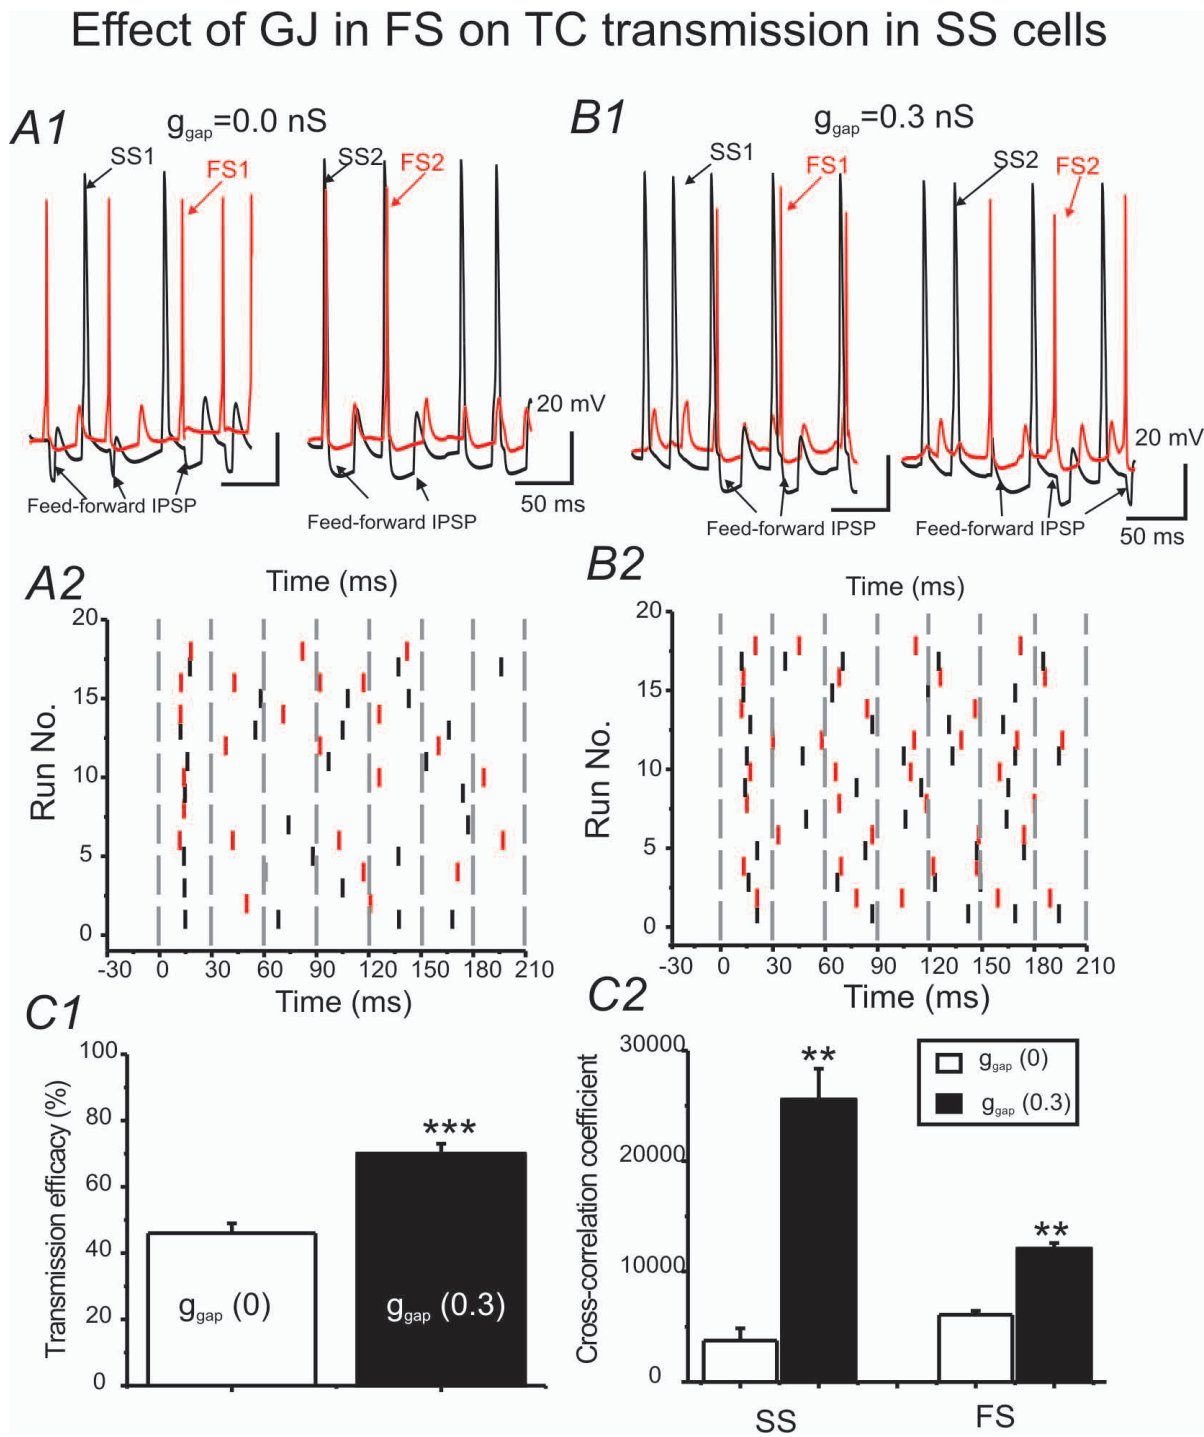 Effect of GJ in FS on TC transmission in SS cells
A1
g_gap=0.0 nS
SS1
FS1
SS2
FS2
20 mV
50 ms
Feed-forward IPSP
Feed-forward IPSP
B1
g_gap=0.3 nS
SS1
FS1
SS2
FS2
20 mV
50 ms
Feed-forward IPSP
Feed-forward IPSP
A2
Time (ms)
Run No.
20
15
10
5
0
-30 0 30 60 90 120 150 180 210
Time (ms)
B2
Time (ms)
Run No.
20
15
10
5
0
-30 0 30 60 90 120 150 180 210
Time (ms)
C1
Transmission efficacy (%)
100
80
60
40
20
0
***
g_gap (0)
g_gap (0.3)
C2
Cross-correlation coefficient
30000
20000
10000
0
**
**
g_gap (0)
g_gap (0.3)
SS
FS